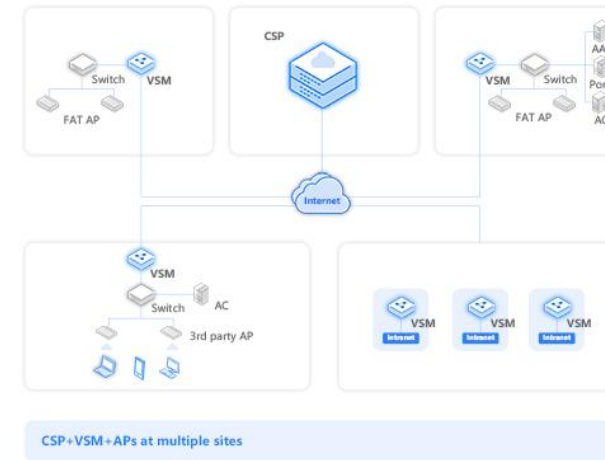 CSP
Switch
VSM
FAT AP
VSM
Switch
FAT AP
Internet
VSM
Switch
AC
3rd party AP
VSM
VSM
VSM
Intranet
Intranet
Intranet
CSP+VSM+APs at multiple sites